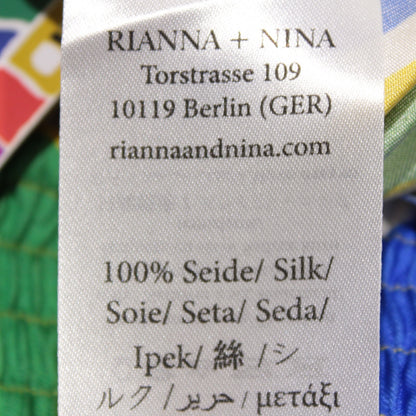 RIANNA + NINA
Torstrasse 109
10119 Berlin (GER)
riannaandnina.com
100% Seide/ Silk/
Soie/ Seta/ Seda/
Ipek/ 絲 /シ
ルク / حرير / μετάξι